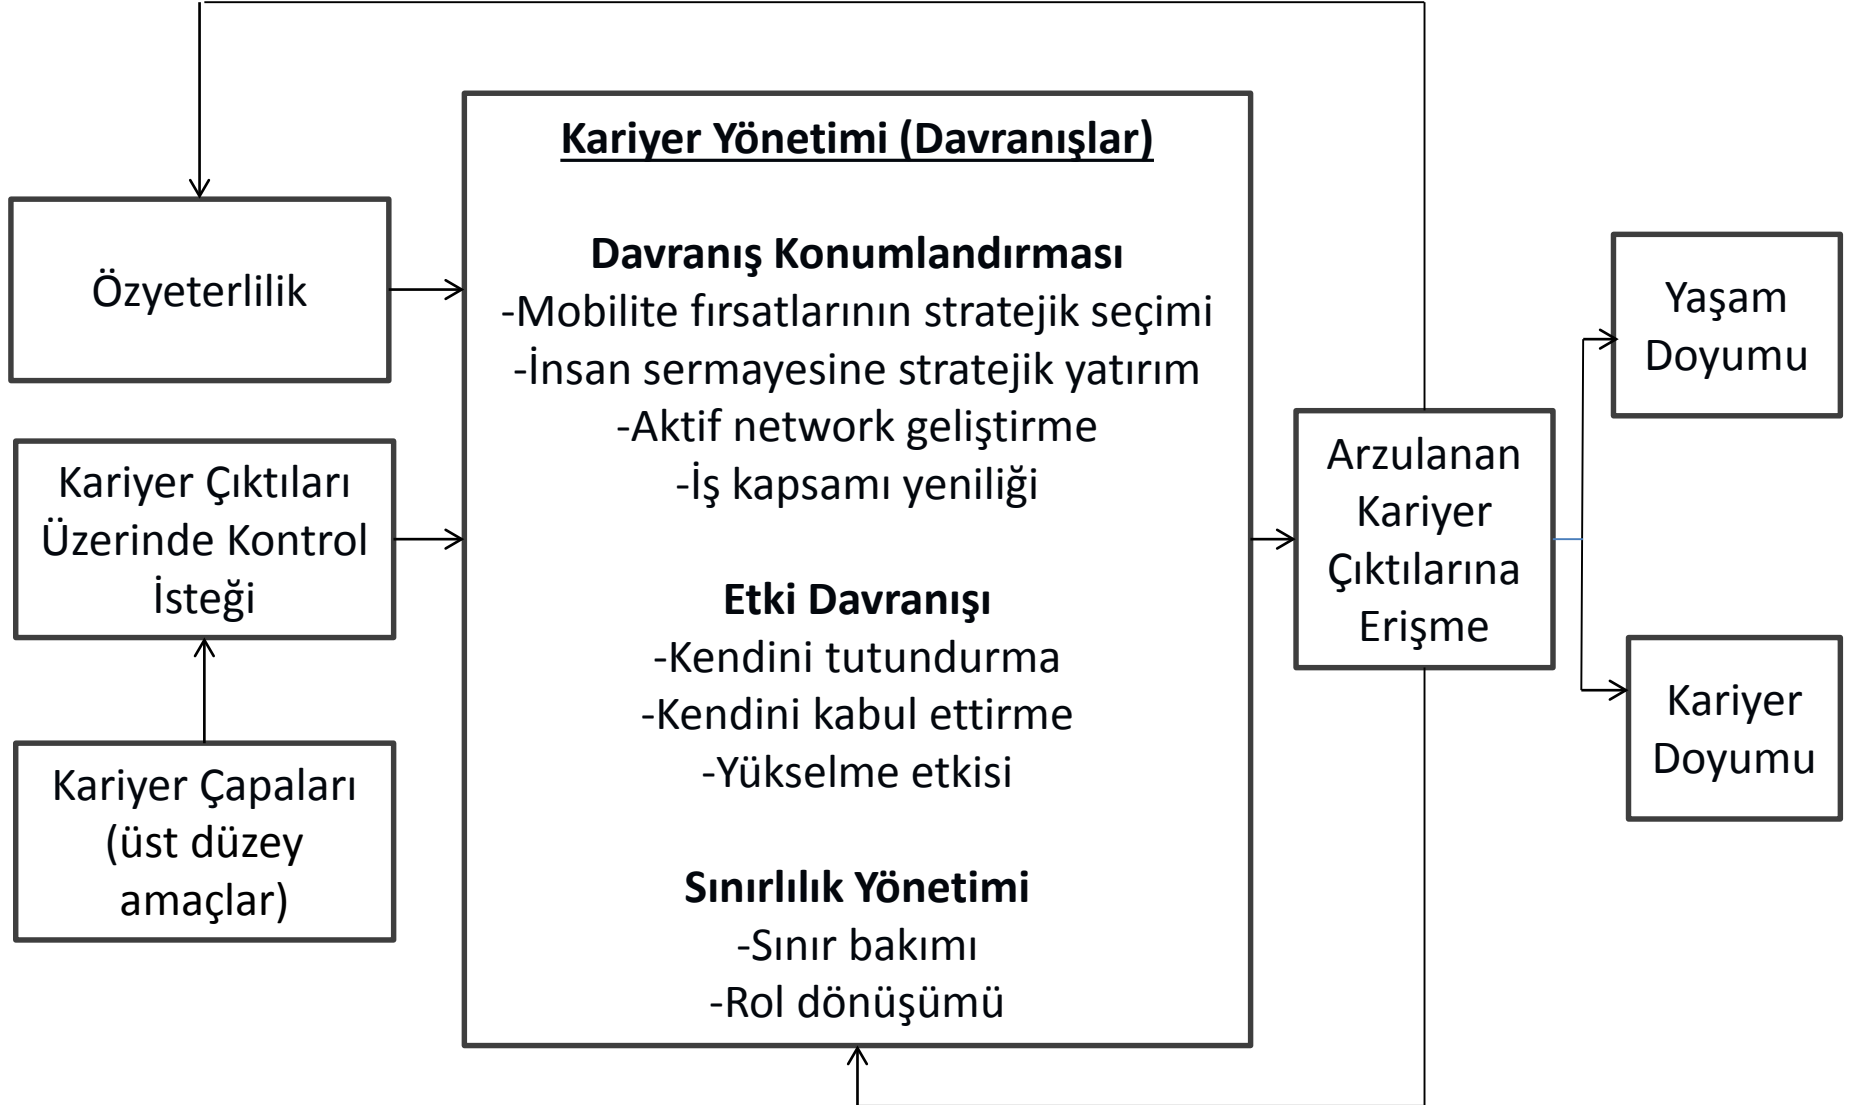 Özyeterlilik
Kariyer Çıktıları
Üzerinde Kontrol
İsteği
Kariyer Çapaları
(üst düzey
amaçlar)
Kariyer Yönetimi (Davranışlar)
Davranış Konumlandırması
-Mobilite fırsatlarının stratejik seçimi
-İnsan sermayesine stratejik yatırım
-Aktif network geliştirme
-İş kapsamı yeniliği
Etki Davranışı
-Kendini tutundurma
-Kendini kabul ettirme
-Yükselme etkisi
Sınırlılık Yönetimi
-Sınır bakımı
-Rol dönüşümü
Arzulanan
Kariyer
Çıktılarına
Erişme
Yaşam
Doyumu
Kariyer
Doyumu